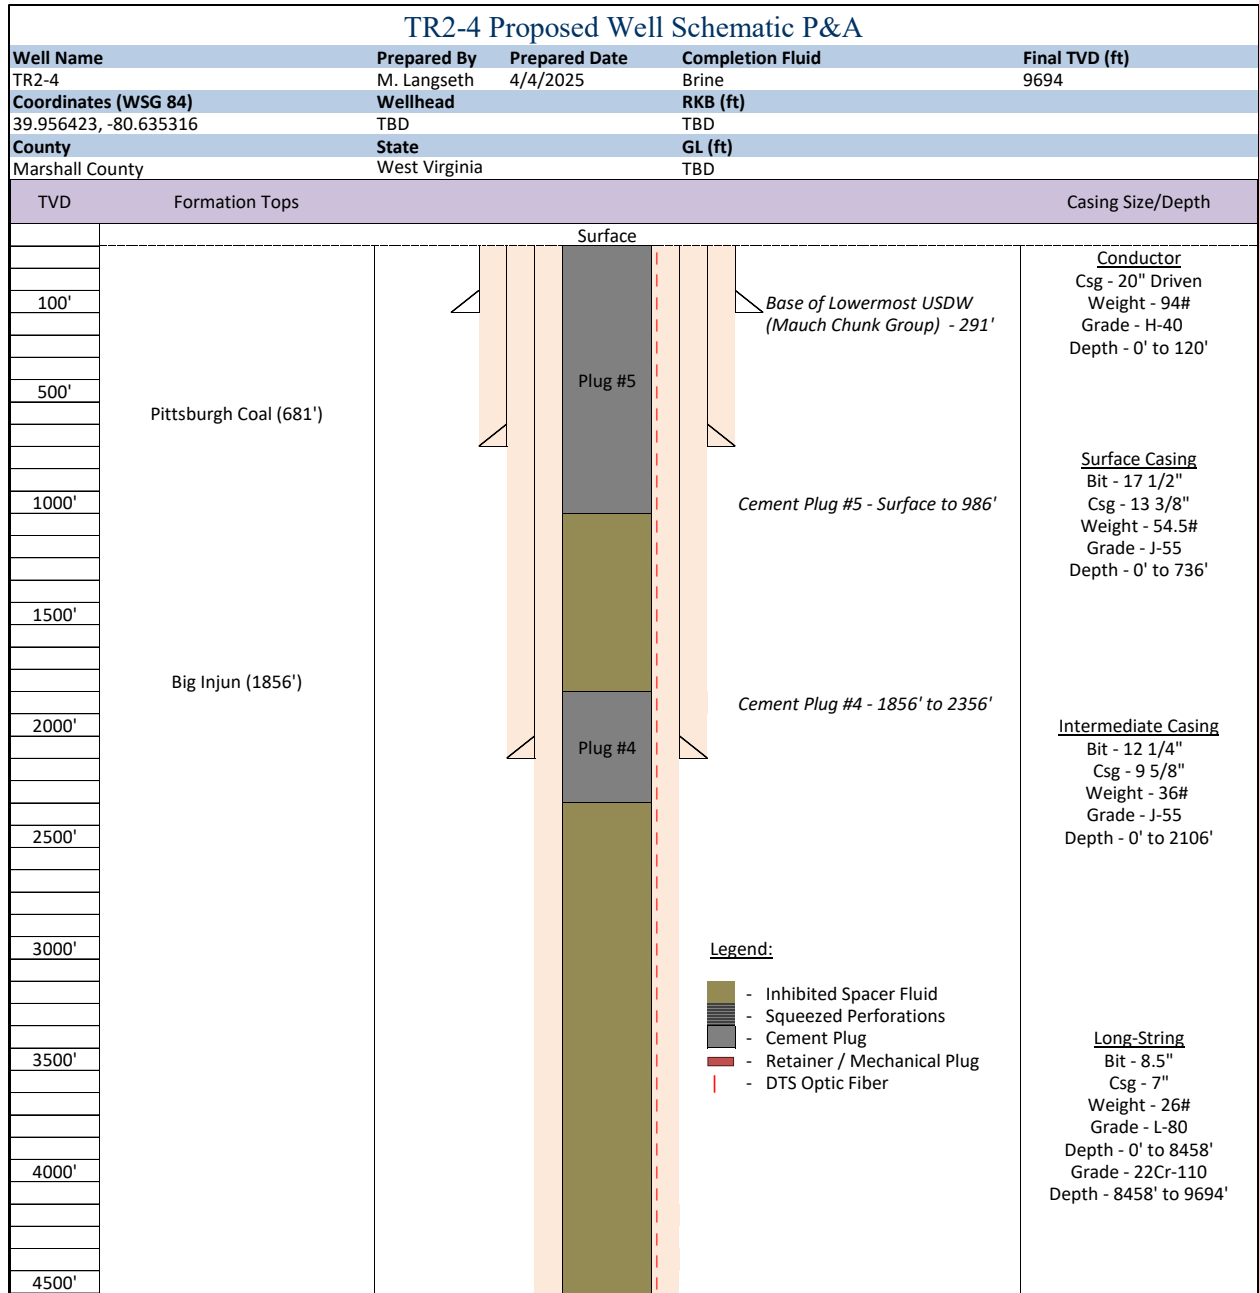 TR2-4 Proposed Well Schematic P&A
Well Name Prepared By Prepared Date Completion Fluid Final TVD (ft)
TR2-4 M. Langseth 4/4/2025 Brine 9694
Coordinates (WSG 84) Wellhead RKB (ft)
39.956423, -80.635316 TBD TBD
County State GL (ft)
Marshall County West Virginia TBD
TVD Formation Tops Casing Size/Depth
Surface
100'
500'
1000'
1500'
2000'
2500'
3000'
3500'
4000'
4500'
Pittsburgh Coal (681')
Big Injun (1856')
Plug #5
Plug #4
Base of Lowermost USDW
(Mauch Chunk Group) - 291'
Cement Plug #5 - Surface to 986'
Cement Plug #4 - 1856' to 2356'
Legend:
- Inhibited Spacer Fluid
- Squeezed Perforations
- Cement Plug
- Retainer / Mechanical Plug
- DTS Optic Fiber
Conductor
Csg - 20" Driven
Weight - 94#
Grade - H-40
Depth - 0' to 120'
Surface Casing
Bit - 17 1/2"
Csg - 13 3/8"
Weight - 54.5#
Grade - J-55
Depth - 0' to 736'
Intermediate Casing
Bit - 12 1/4"
Csg - 9 5/8"
Weight - 36#
Grade - J-55
Depth - 0' to 2106'
Long-String
Bit - 8.5"
Csg - 7"
Weight - 26#
Grade - L-80
Depth - 0' to 8458'
Grade - 22Cr-110
Depth - 8458' to 9694'